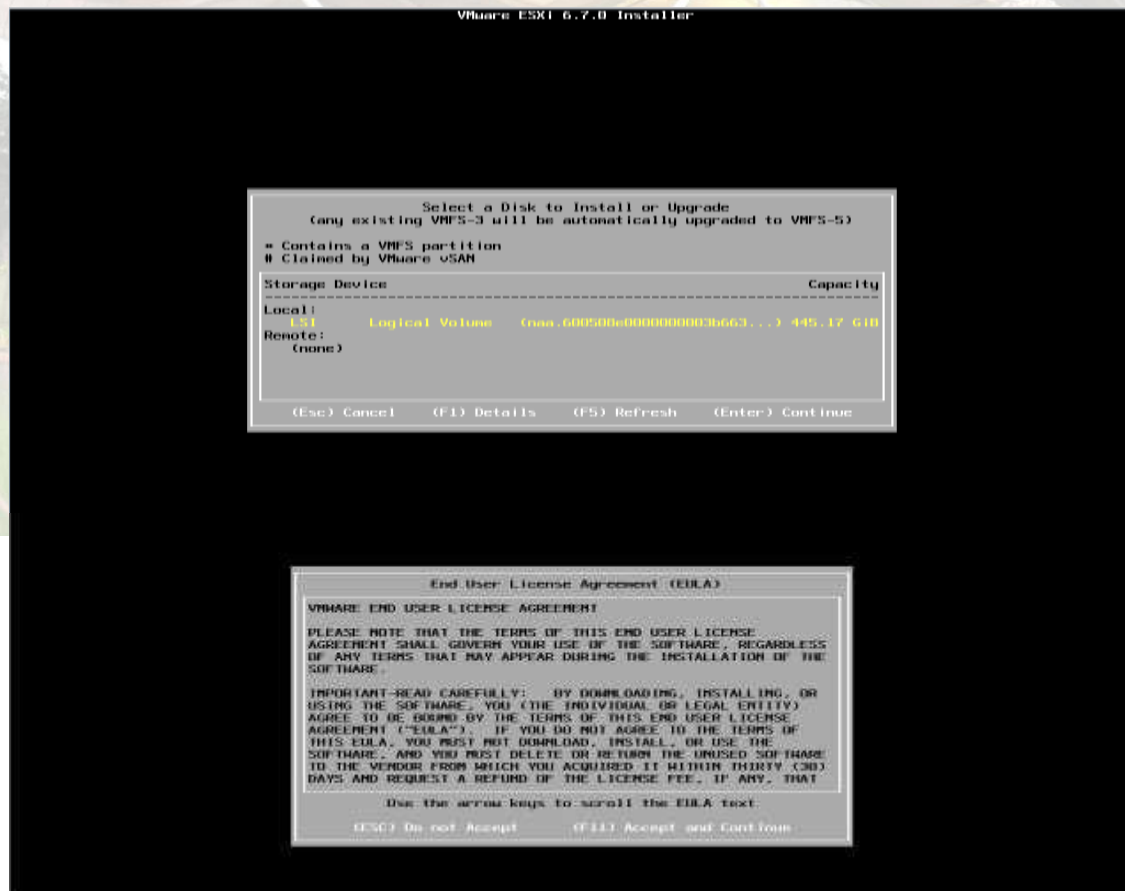 VMware ESXi 6.7.0 Installer
Select a Disk to Install or Upgrade
(any existing VMFS-3 will be automatically upgraded to VMFS-5)
* Contains a VMFS partition
# Claimed by VMware vSAN
Storage Device Capacity
Local:
LSI Logical Volume (naa.600508e0000000003b663...) 445.17 GiB
Remote:
(none)
(Esc) Cancel (F1) Details (F5) Refresh (Enter) Continue
End User License Agreement (EULA)
VMWARE END USER LICENSE AGREEMENT
PLEASE NOTE THAT THE TERMS OF THIS END USER LICENSE
AGREEMENT SHALL GOVERN YOUR USE OF THE SOFTWARE, REGARDLESS
OF ANY TERMS THAT MAY APPEAR DURING THE INSTALLATION OF THE
SOFTWARE.
IMPORTANT-READ CAREFULLY: BY DOWNLOADING, INSTALLING, OR
USING THE SOFTWARE, YOU (THE INDIVIDUAL OR LEGAL ENTITY)
AGREE TO BE BOUND BY THE TERMS OF THIS END USER LICENSE
AGREEMENT ("EULA"). IF YOU DO NOT AGREE TO THE TERMS OF
THIS EULA, YOU MUST NOT DOWNLOAD, INSTALL, OR USE THE
SOFTWARE, AND YOU MUST DELETE OR RETURN THE UNUSED SOFTWARE
TO THE VENDOR FROM WHICH YOU ACQUIRED IT WITHIN THIRTY (30)
DAYS AND REQUEST A REFUND OF THE LICENSE FEE, IF ANY, THAT
Use the arrow keys to scroll the EULA text
(ESC) Do not Accept (F11) Accept and Continue